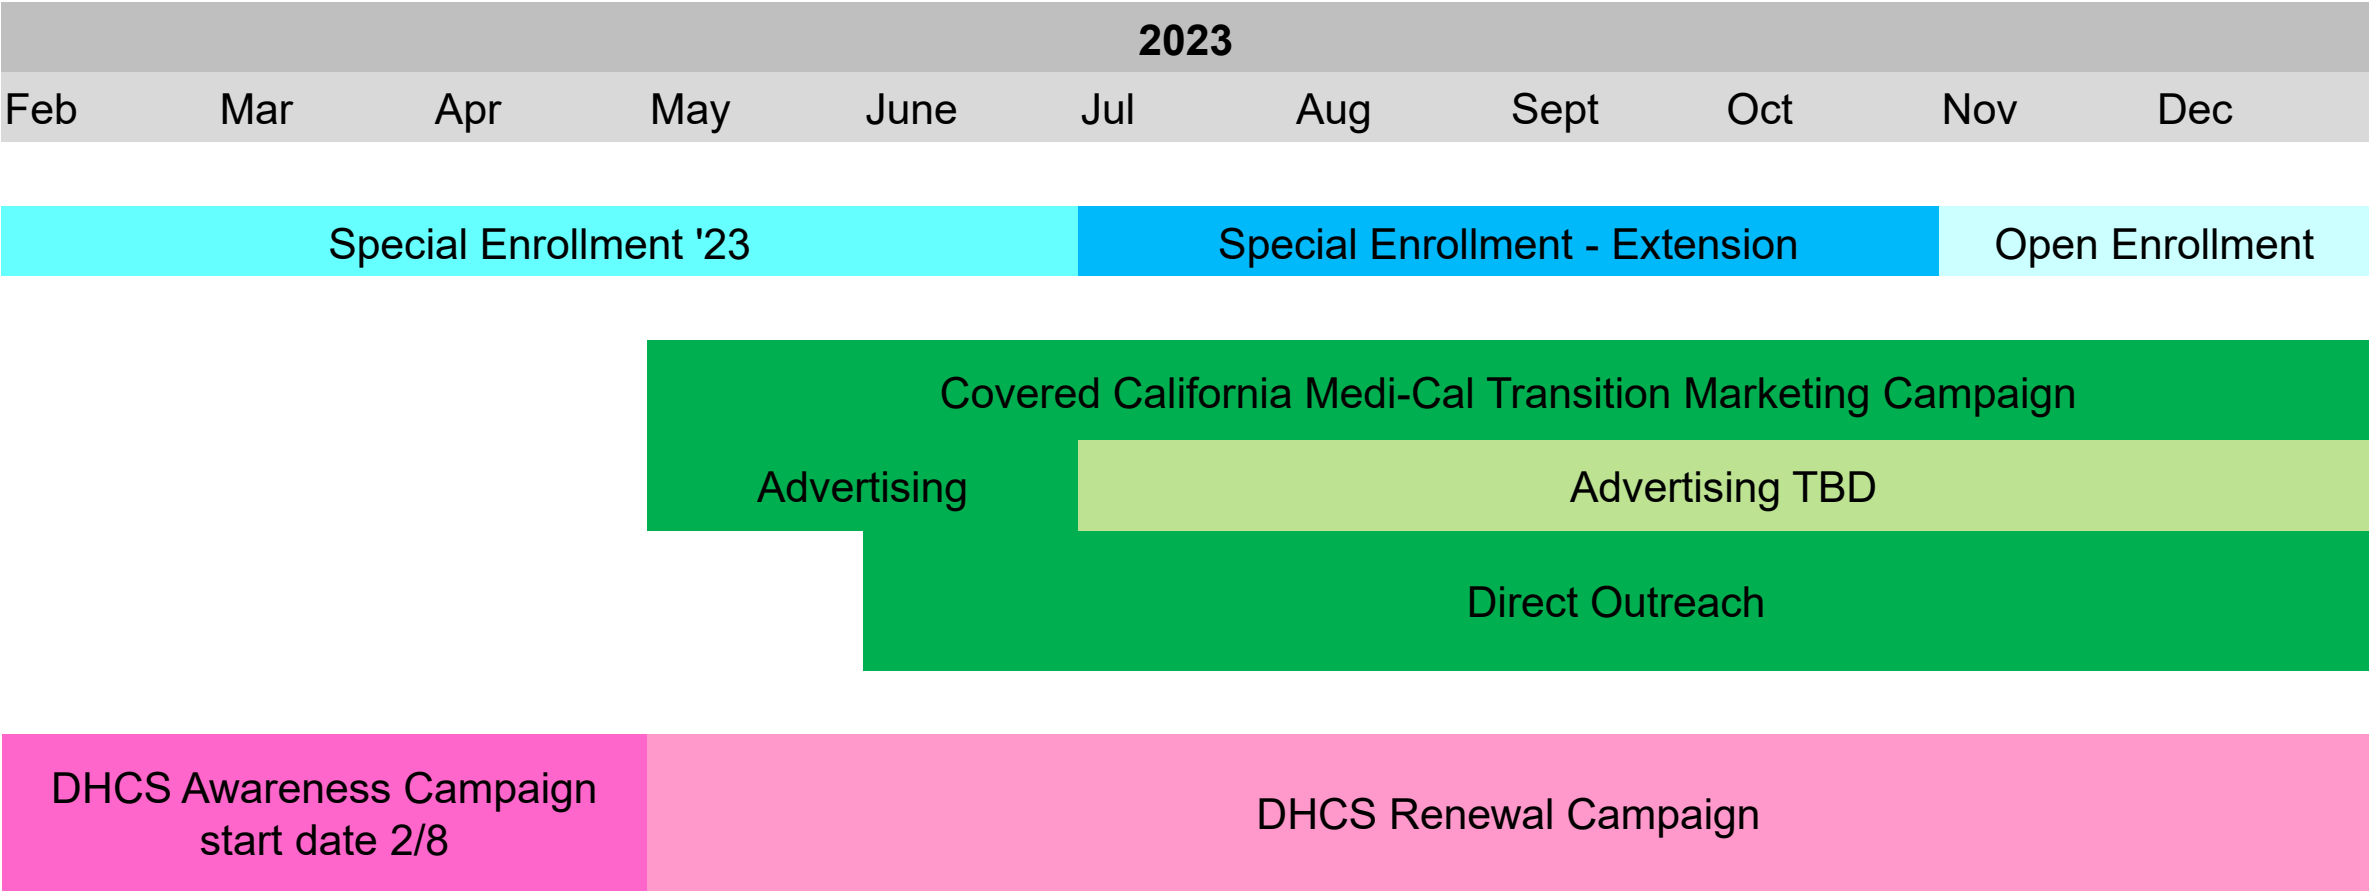 2023
Feb Mar Apr May June Jul Aug Sept Oct Nov Dec
Special Enrollment '23 Special Enrollment - Extension Open Enrollment
Covered California Medi-Cal Transition Marketing Campaign
Advertising Advertising TBD
Direct Outreach
DHCS Awareness Campaign
start date 2/8
DHCS Renewal Campaign